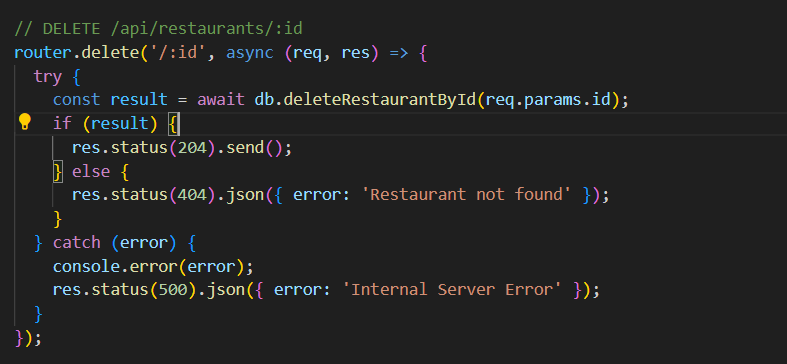 // DELETE /api/restaurants/:id
router.delete('/:id', async (req, res) => {
  try {
    const result = await db.deleteRestaurantById(req.params.id);
    if (result) {
      res.status(204).send();
    } else {
      res.status(404).json({ error: 'Restaurant not found' });
    }
  } catch (error) {
    console.error(error);
    res.status(500).json({ error: 'Internal Server Error' });
  }
});